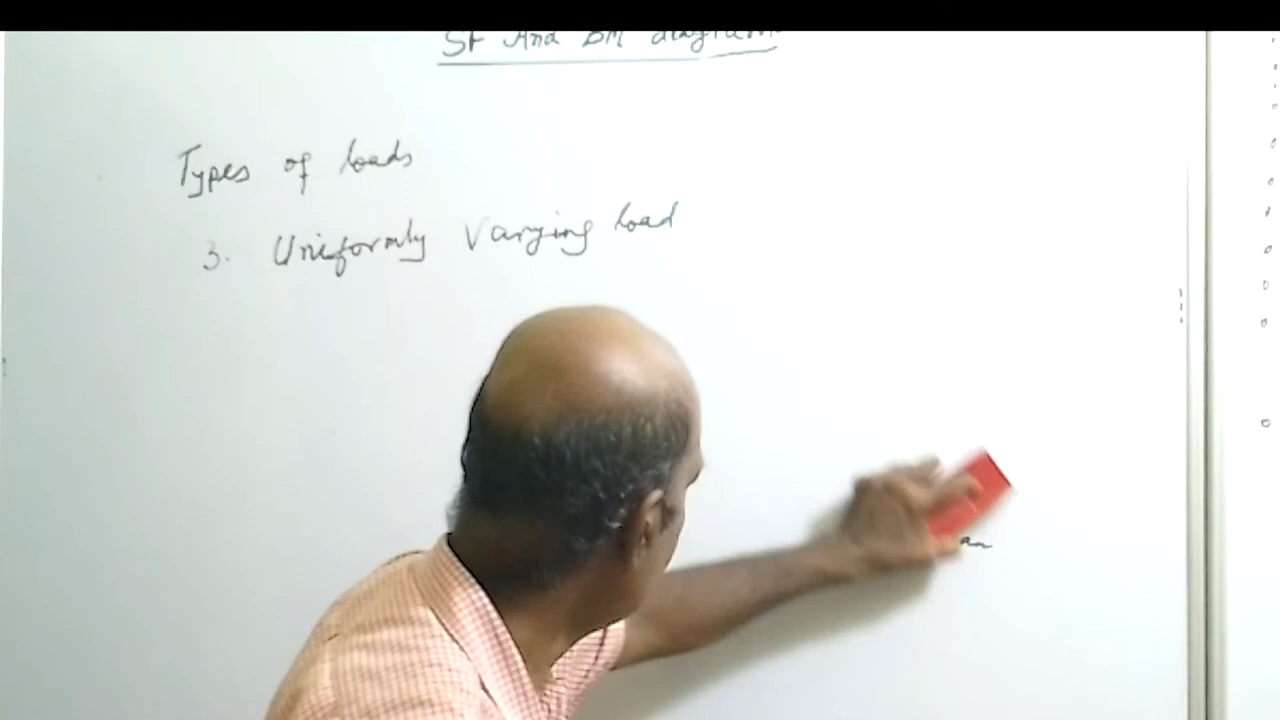 SF And BM diagram
Types of loads
3. Uniformly Varying load